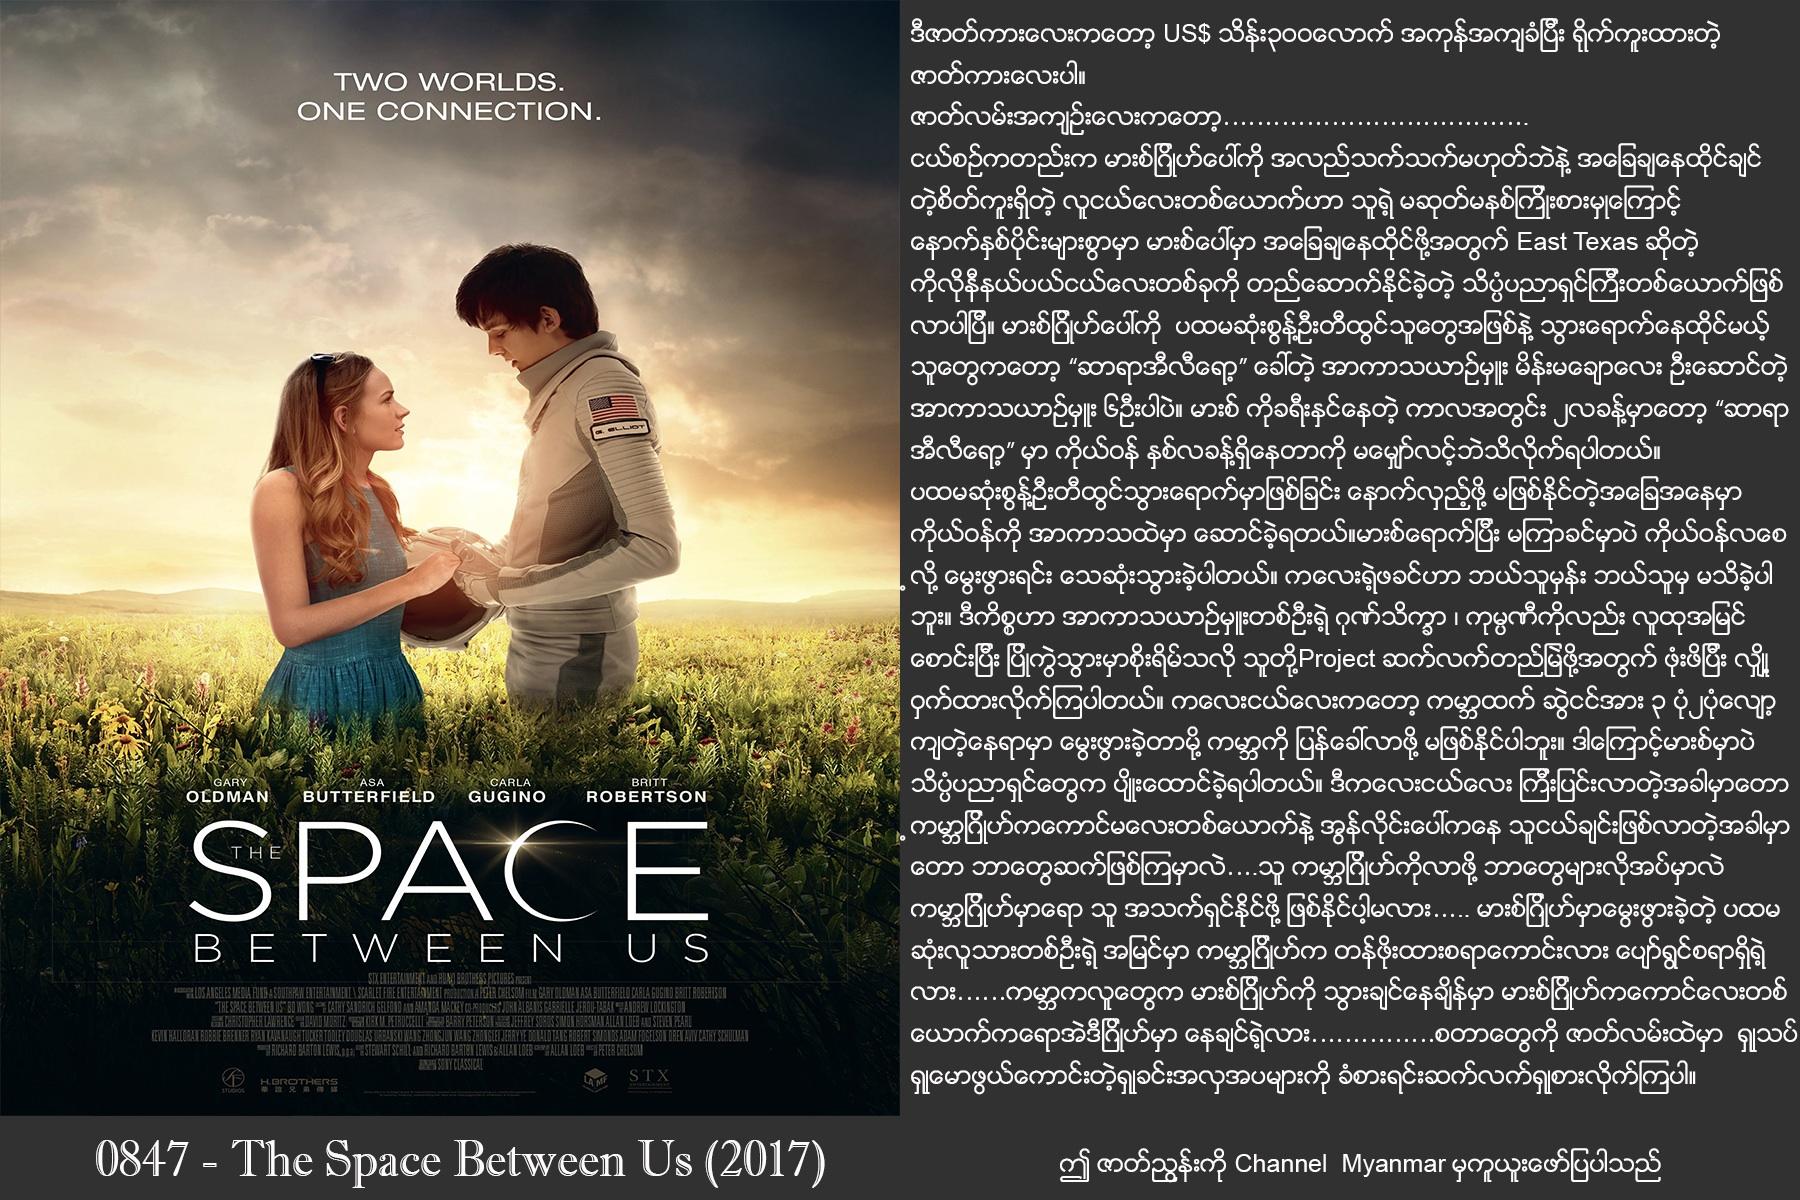 TWO WORLDS.
ONE CONNECTION.
G. ELLIOT
GARY OLDMAN ASA BUTTERFIELD CARLA GUGINO BRITT ROBERTSON
THE SPACE
BETWEEN US
STUDIOS H.BROTHERS LA MF STX
ENTERTAINMENT
0847 - The Space Between Us (2017)
ဒီဇာတ်ကားလေးကတော့ US$ သိန်း၃၀၀လောက် အကုန်အကျခံပြီး ရိုက်ကူးထားတဲ့
ဇာတ်ကားလေးပါ။
ဇာတ်လမ်းအကျဉ်းလေးကတော့……………………………….
ငယ်စဉ်ကတည်းက မားစ်ဂြိုဟ်ပေါ်ကို အလည်သက်သက်မဟုတ်ဘဲနဲ့ အခြေချနေထိုင်ချင်
တဲ့စိတ်ကူးရှိတဲ့ လူငယ်လေးတစ်ယောက်ဟာ သူ့ရဲ့ မဆုတ်မနစ်ကြိုးစားမှုကြောင့်
နောက်နှစ်ပိုင်းများစွာမှာ မားစ်ပေါ်မှာ အခြေချနေထိုင်ဖို့အတွက် East Texas ဆိုတဲ့
ကိုလိုနီနယ်ပယ်ငယ်လေးတစ်ခုကို တည်ဆောက်နိုင်ခဲ့တဲ့ သိပ္ပံပညာရှင်ကြီးတစ်ယောက်ဖြစ်
လာပါပြီ။ မားစ်ဂြိုဟ်ပေါ်ကို ပထမဆုံးစွန့်ဦးတီထွင်သူတွေအဖြစ်နဲ့ သွားရောက်နေထိုင်မယ့်
သူတွေကတော့ “ဆာရာအီလီရော့” ခေါ်တဲ့ အာကာသယာဉ်မှူး မိန်းမချောလေး ဦးဆောင်တဲ့
အာကာသယာဉ်မှူး ၆ဦးပါပဲ။ မားစ် ကိုခရီးနှင်နေတဲ့ ကာလအတွင်း ၂လခန့်မှာတော့ “ဆာရာ
အီလီရော့” မှာ ကိုယ်ဝန် နှစ်လခန့်ရှိနေတာကို မမျှော်လင့်ဘဲသိလိုက်ရပါတယ်။
ပထမဆုံးစွန့်ဦးတီထွင်သွားရောက်မှာဖြစ်ခြင်း နောက်လှည့်ဖို့ မဖြစ်နိုင်တဲ့အခြေအနေမှာ
ကိုယ်ဝန်ကို အာကာသထဲမှာ ဆောင်ခဲ့ရတယ်။မားစ်ရောက်ပြီး မကြာခင်မှာပဲ ကိုယ်ဝန်လစေ
့လို့ မွေးဖွားရင်း သေဆုံးသွားခဲ့ပါတယ်။ ကလေးရဲ့ဖခင်ဟာ ဘယ်သူမှန်း ဘယ်သူမှ မသိခဲ့ပါ
ဘူး။ ဒီကိစ္စဟာ အာကာသယာဉ်မှူးတစ်ဦးရဲ့ ဂုဏ်သိက္ခာ ၊ ကုမ္ပဏီကိုလည်း လူထုအမြင်
စောင်းပြီး ပြိုကွဲသွားမှာစိုးရိမ်သလို သူတို့Project ဆက်လက်တည်မြဲဖို့အတွက် ဖုံးဖိပြီး လျှို့
ဝှက်ထားလိုက်ကြပါတယ်။ ကလေးငယ်လေးကတော့ ကမ္ဘာထက် ဆွဲငင်အား ၃ ပုံ၂ပုံလျော့
ကျတဲ့နေရာမှာ မွေးဖွားခဲ့တာမို့ ကမ္ဘာကို ပြန်ခေါ်လာဖို့ မဖြစ်နိုင်ပါဘူး။ ဒါကြောင့်မားစ်မှာပဲ
သိပ္ပံပညာရှင်တွေက ပျိုးထောင်ခဲ့ရပါတယ်။ ဒီကလေးငယ်လေး ကြီးပြင်းလာတဲ့အခါမှာတော
့ကမ္ဘာဂြိုဟ်ကကောင်မလေးတစ်ယောက်နဲ့ အွန်လိုင်းပေါ်ကနေ သူငယ်ချင်းဖြစ်လာတဲ့အခါမှာ
တော ဘာတွေဆက်ဖြစ်ကြမှာလဲ….သူ ကမ္ဘာဂြိုဟ်ကိုလာဖို့ ဘာတွေများလိုအပ်မှာလဲ
ကမ္ဘာဂြိုဟ်မှာရော သူ အသက်ရှင်နိုင်ဖို့ ဖြစ်နိုင်ပါ့မလား….. မားစ်ဂြိုဟ်မှာမွေးဖွားခဲ့တဲ့ ပထမ
ဆုံးလူသားတစ်ဦးရဲ့ အမြင်မှာ ကမ္ဘာဂြိုဟ်က တန်ဖိုးထားစရာကောင်းလား ပျော်ရွှင်စရာရှိရဲ့
လား……ကမ္ဘာကလူတွေက မားစ်ဂြိုဟ်ကို သွားချင်နေချိန်မှာ မားစ်ဂြိုဟ်ကကောင်လေးတစ်
ယောက်ကရောအဲဒီဂြိုဟ်မှာ နေချင်ရဲ့လား…………..စတာတွေကို ဇာတ်လမ်းထဲမှာ ရှုသပ်
ရှုမောဖွယ်ကောင်းတဲ့ရှုခင်းအလှအပများကို ခံစားရင်းဆက်လက်ရှုစားလိုက်ကြပါ။
ဤ ဇာတ်ညွှန်းကို Channel Myanmar မှကူယူးဖော်ပြပါသည်